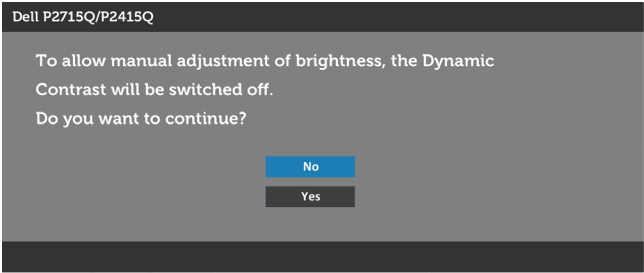 Dell P2715Q/P2415Q
To allow manual adjustment of brightness, the Dynamic
Contrast will be switched off.
Do you want to continue?
No
Yes